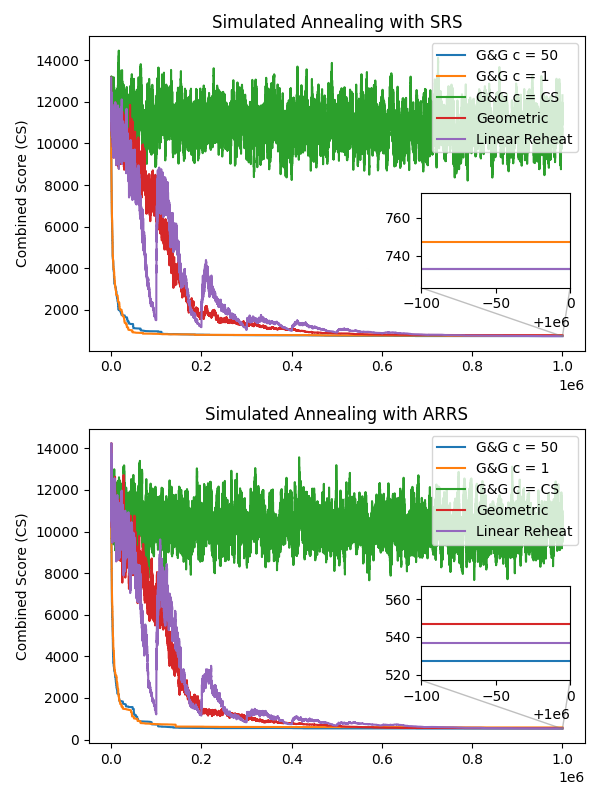 Simulated Annealing with SRS
Combined Score (CS)
14000
12000
10000
8000
6000
4000
2000
G&G c = 50
G&G c = 1
G&G c = CS
Geometric
Linear Reheat
760
740
−100
−50
0
+1e6
0.0
0.2
0.4
0.6
0.8
1.0
1e6
Simulated Annealing with ARRS
Combined Score (CS)
14000
12000
10000
8000
6000
4000
2000
0
G&G c = 50
G&G c = 1
G&G c = CS
Geometric
Linear Reheat
560
540
520
−100
−50
0
+1e6
0.0
0.2
0.4
0.6
0.8
1.0
1e6